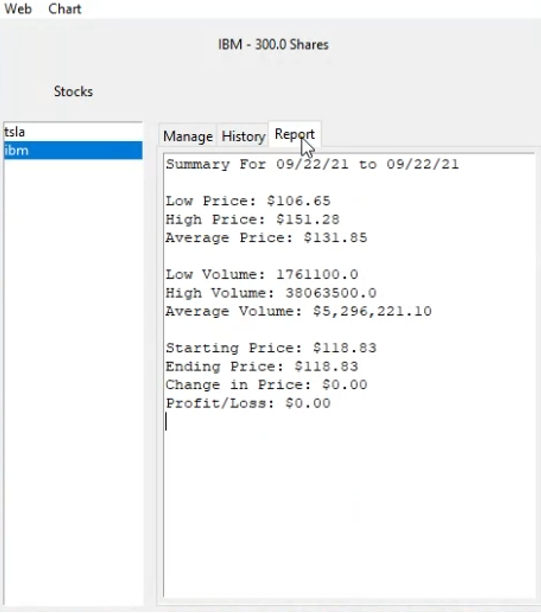 Web Chart
IBM - 300.0 Shares
Stocks
tsla
ibm
Manage History Report
Summary For 09/22/21 to 09/22/21
Low Price: $106.65
High Price: $151.28
Average Price: $131.85
Low Volume: 1761100.0
High Volume: 38063500.0
Average Volume: $5,296,221.10
Starting Price: $118.83
Ending Price: $118.83
Change in Price: $0.00
Profit/Loss: $0.00